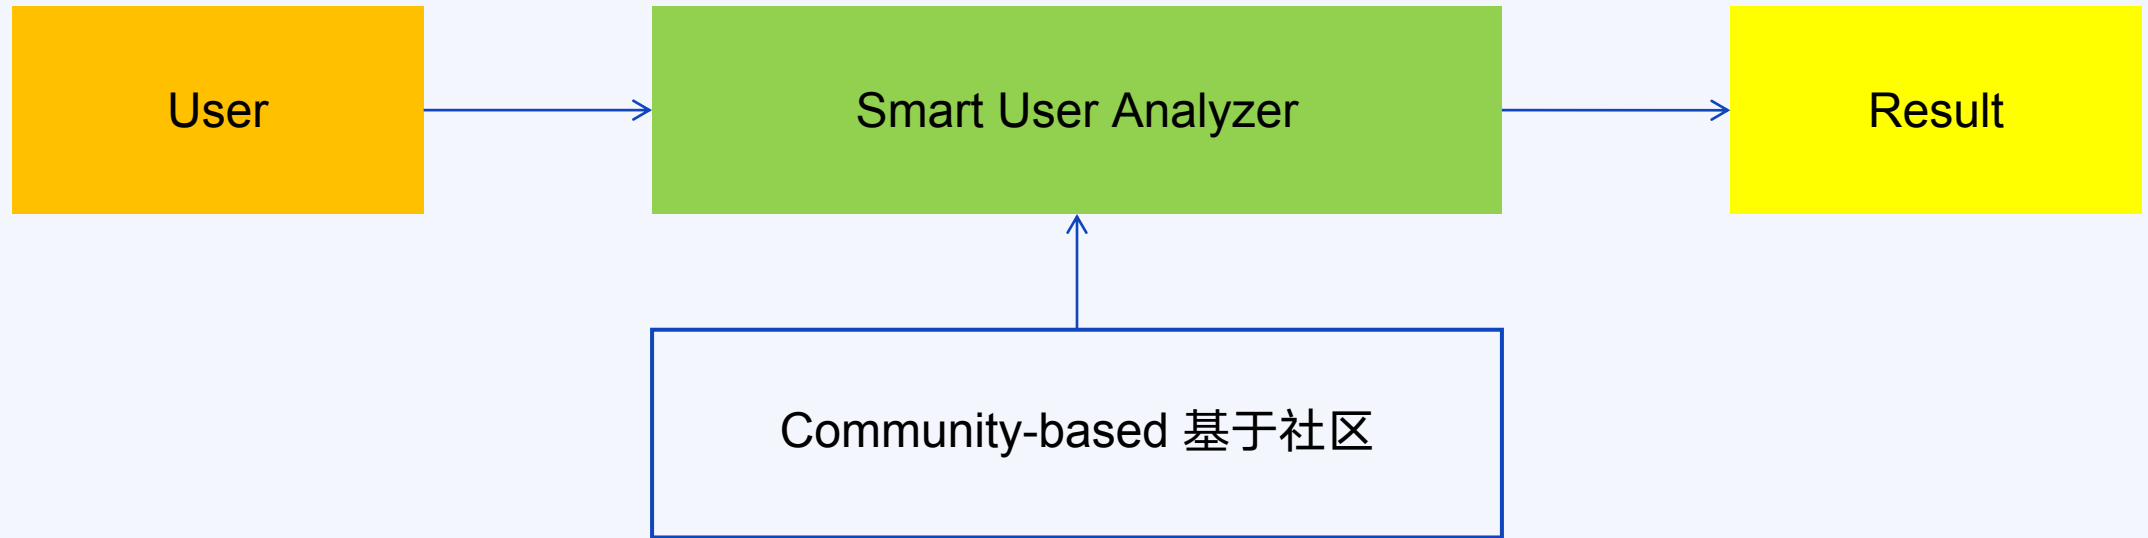 User
Smart User Analyzer
Result
Community-based 基于社区